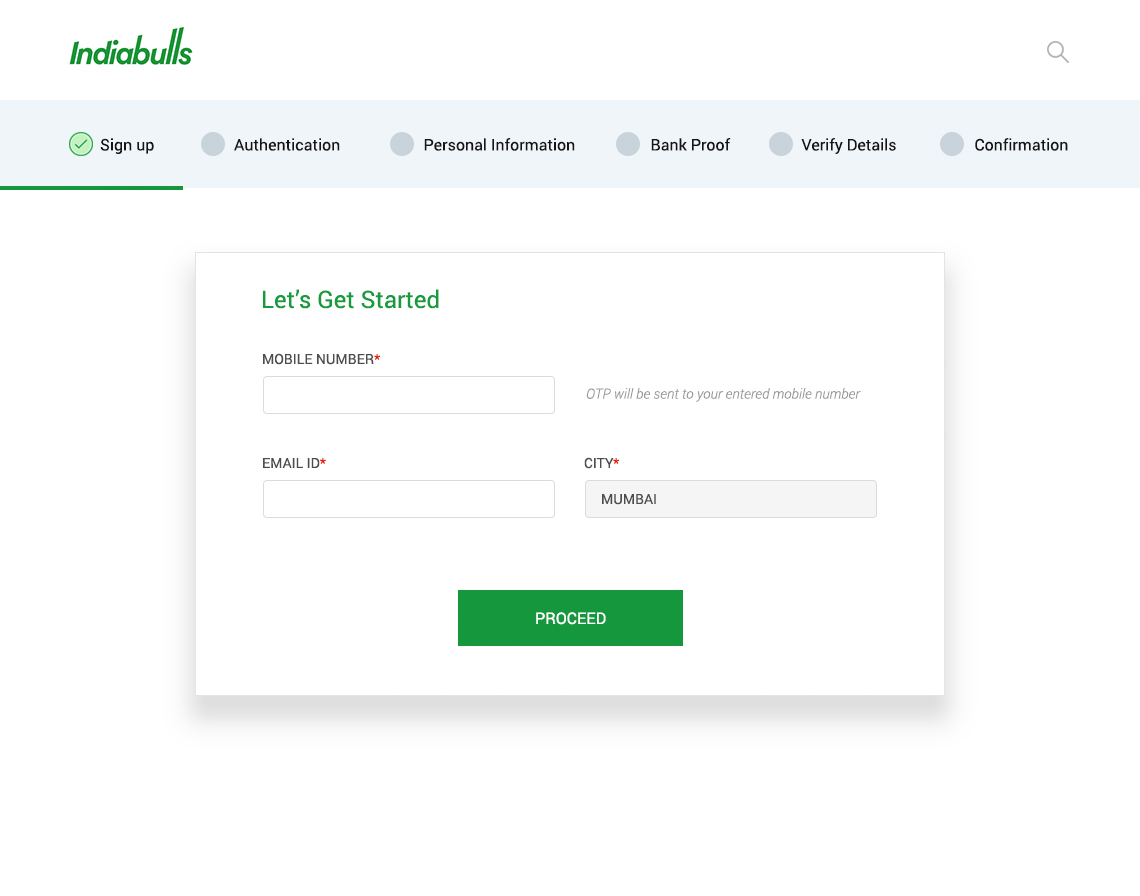 Indiabulls
Sign up Authentication Personal Information Bank Proof Verify Details Confirmation
Let’s Get Started
MOBILE NUMBER*
OTP will be sent to your entered mobile number
EMAIL ID* CITY*
MUMBAI
PROCEED